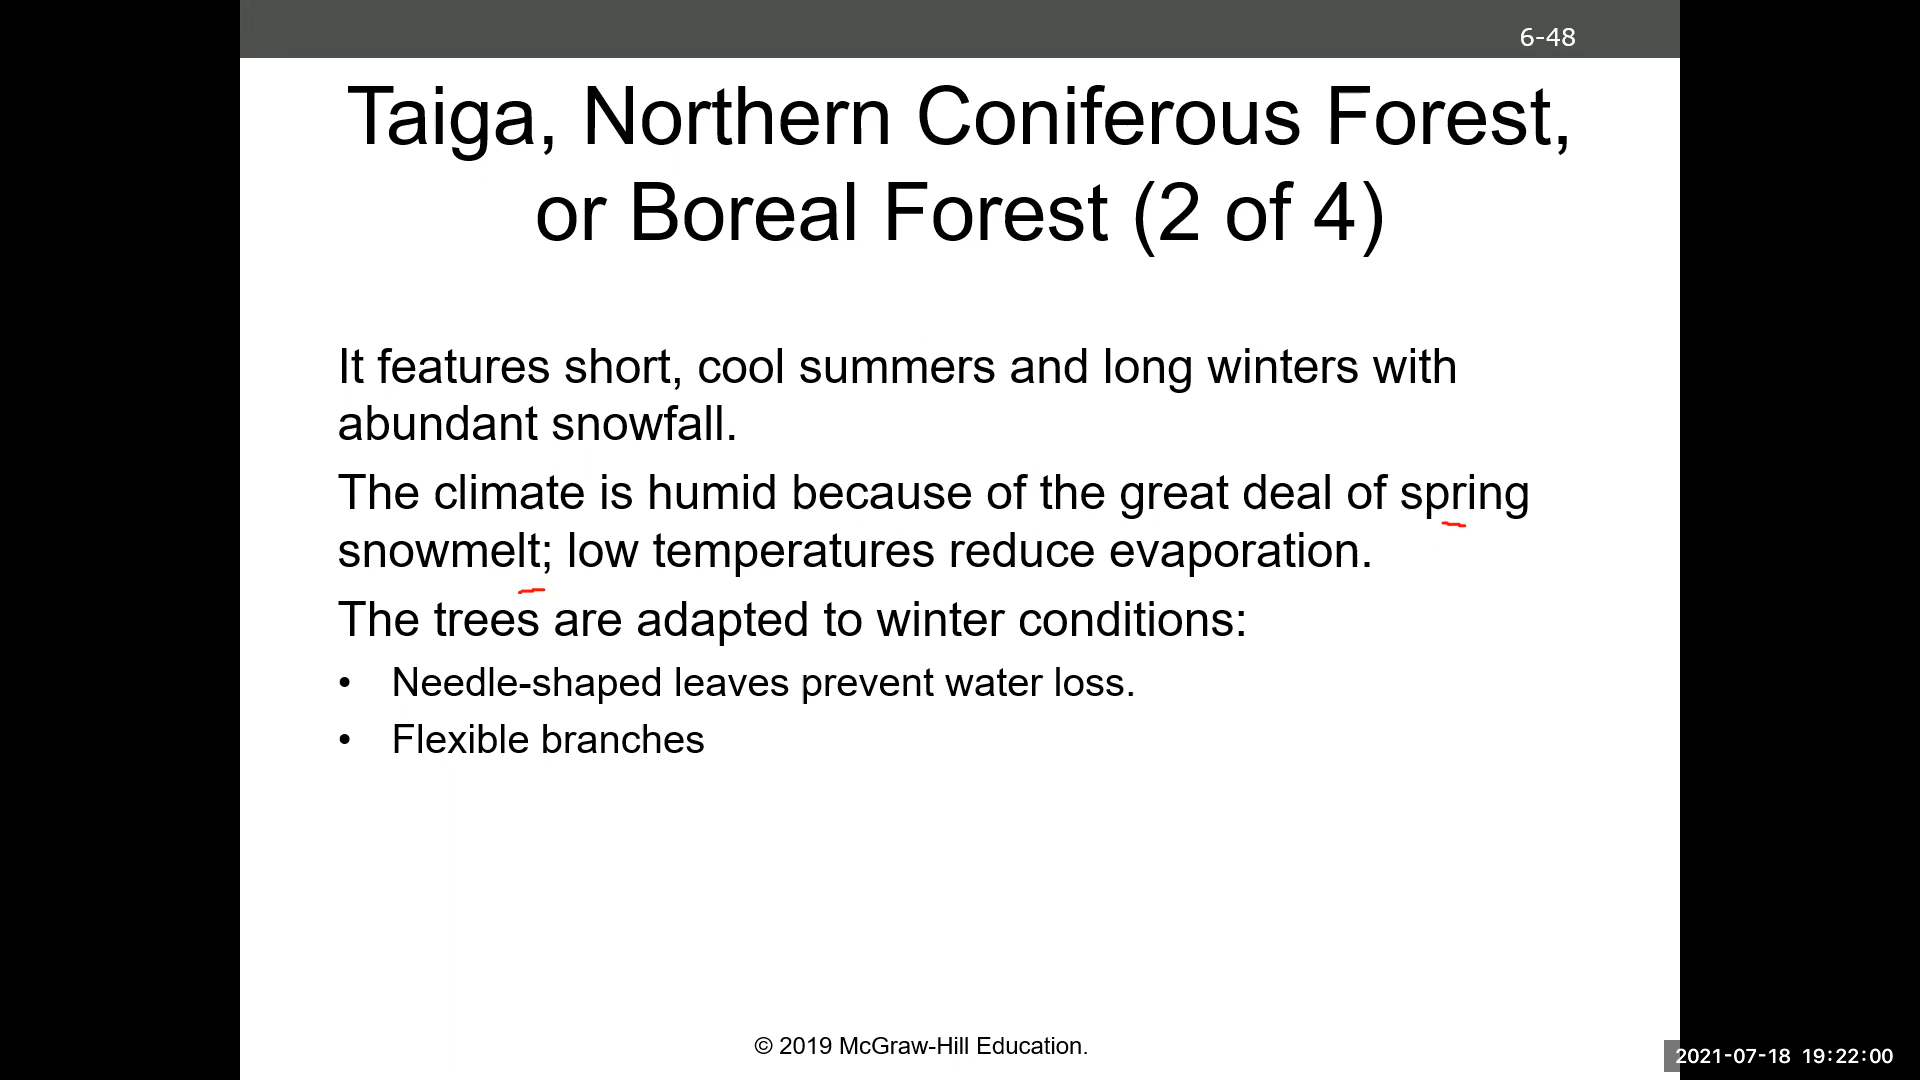 6-48
Taiga, Northern Coniferous Forest,
or Boreal Forest (2 of 4)
It features short, cool summers and long winters with
abundant snowfall.
The climate is humid because of the great deal of spring
snowmelt; low temperatures reduce evaporation.
The trees are adapted to winter conditions:
• Needle-shaped leaves prevent water loss.
• Flexible branches
© 2019 McGraw-Hill Education.
2021-07-18 19:22:00